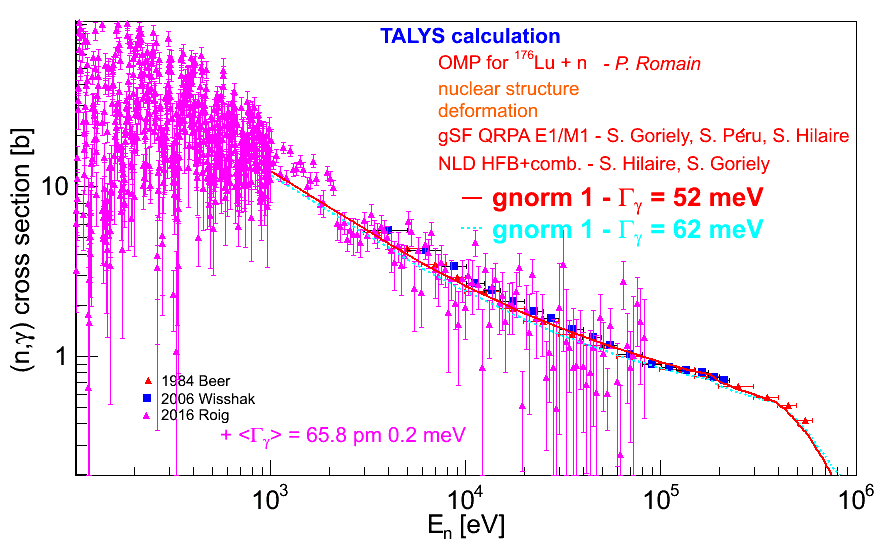 TALYS calculation
OMP for ¹⁷⁶Lu + n - P. Romain
nuclear structure
deformation
gSF QRPA E1/M1 - S. Goriely, S. Péru, S. Hilaire
NLD HFB+comb. - S. Hilaire, S. Goriely
gnorm 1 - Γγ = 52 meV
gnorm 1 - Γγ = 62 meV
(n,γ) cross section [b]
10
1
1984 Beer
2006 Wisshak
2016 Roig
+ <Γγ> = 65.8 pm 0.2 meV
10³ 10⁴ 10⁵ 10⁶
Eₙ [eV]